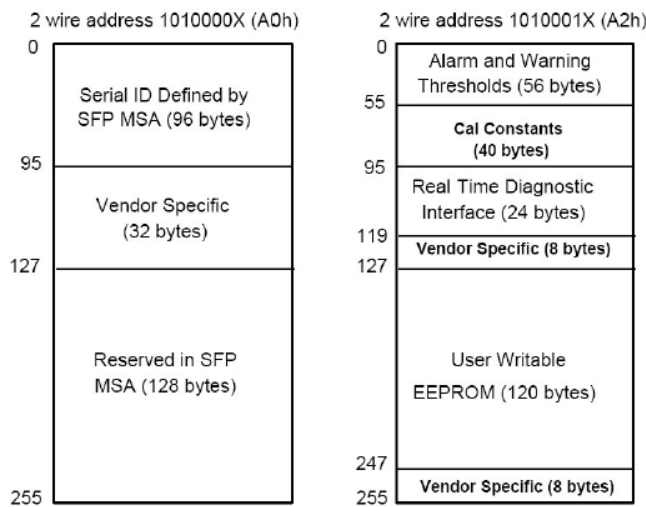 2 wire address 1010000X (A0h)
0
Serial ID Defined by
SFP MSA (96 bytes)
95
Vendor Specific
(32 bytes)
127
Reserved in SFP
MSA (128 bytes)
255
2 wire address 1010001X (A2h)
0
Alarm and Warning
Thresholds (56 bytes)
55
Cal Constants
(40 bytes)
95
Real Time Diagnostic
Interface (24 bytes)
119
Vendor Specific (8 bytes)
127
User Writable
EEPROM (120 bytes)
247
Vendor Specific (8 bytes)
255